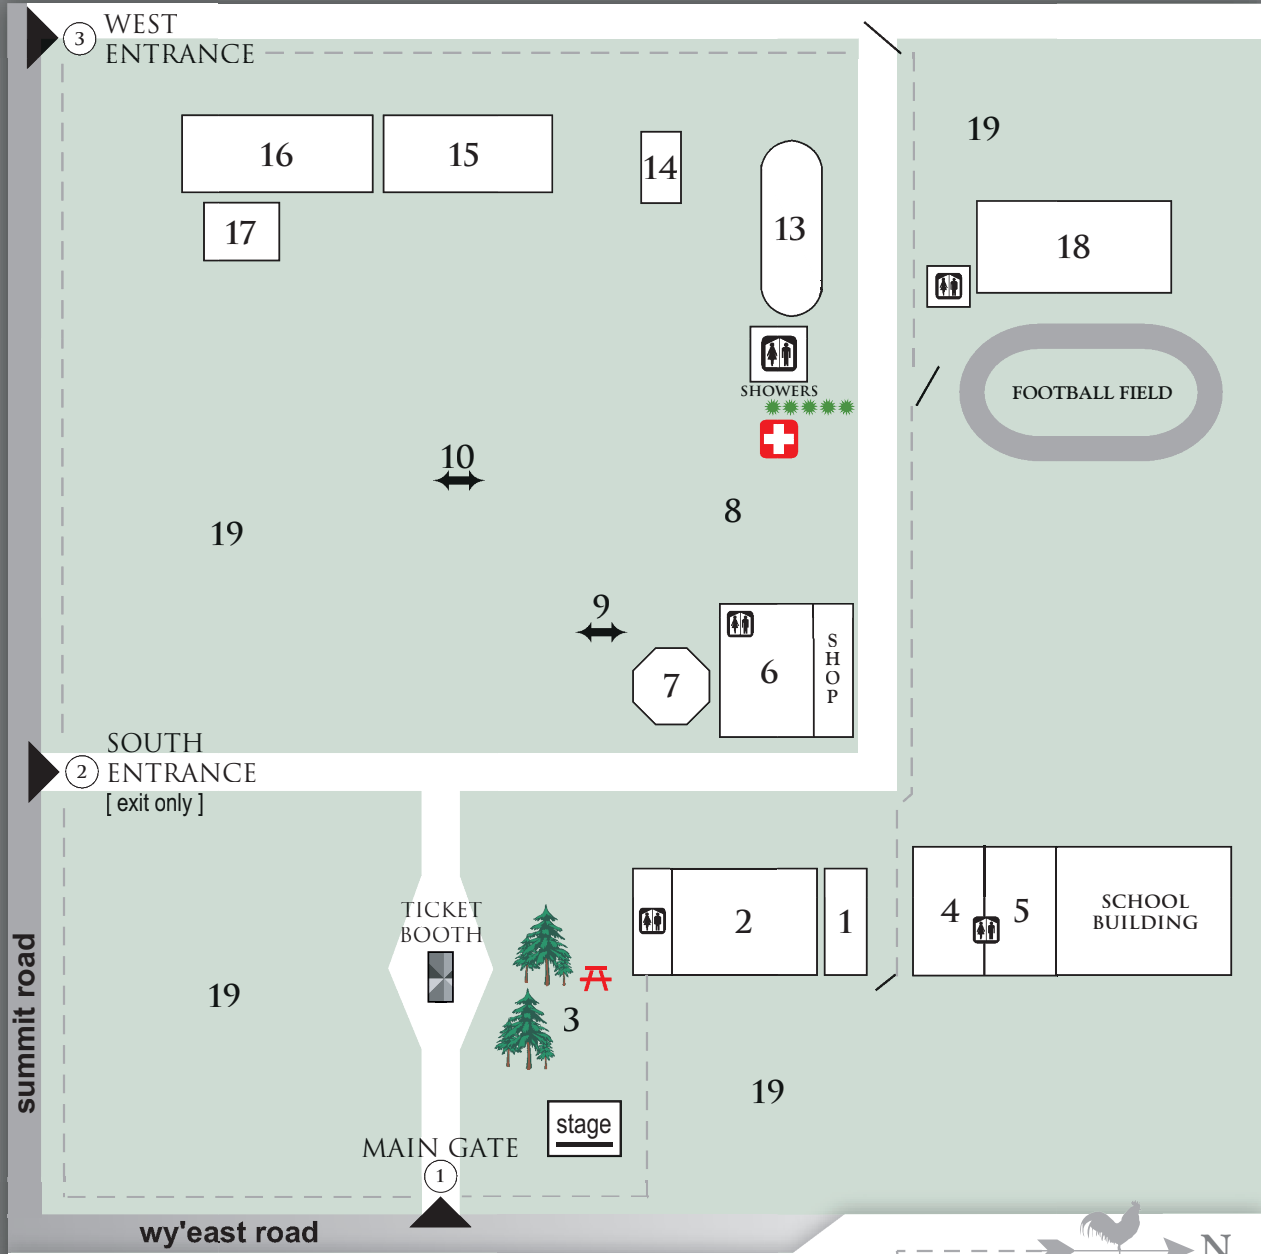 3 WEST
ENTRANCE
19
16
15
14
13
17
18
SHOWERS
FOOTBALL FIELD
10
8
19
9
7
6
SHOP
SOUTH
2 ENTRANCE
[ exit only ]
TICKET
BOOTH
2
1
4
5
SCHOOL
BUILDING
19
3
19
stage
MAIN GATE
1
summit road
wy'east road
N